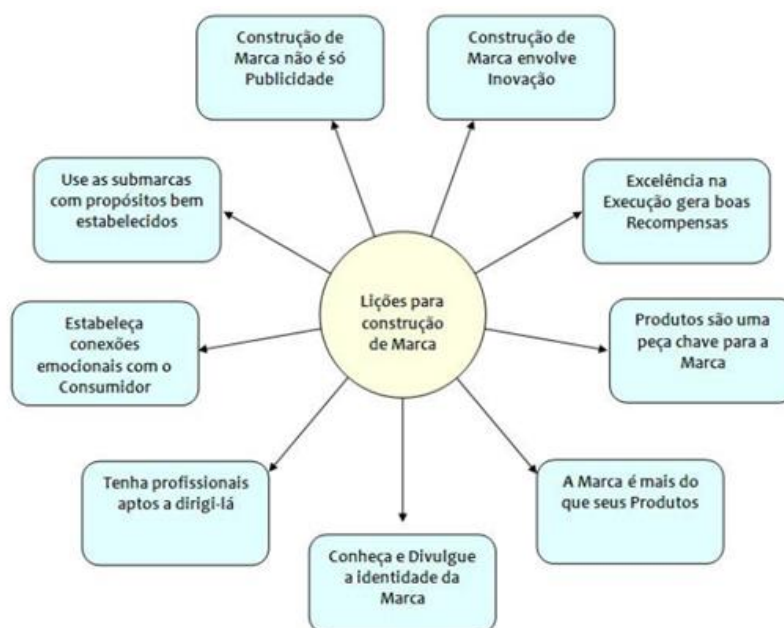 Construção de
Marca não é só
Publicidade
Construção de
Marca envolve
Inovação
Use as submarcas
com propósitos bem
estabelecidos
Excelência na
Execução gera boas
Recompensas
Lições para
construção
de Marca
Estabeleça
conexões
emocionais com o
Consumidor
Produtos são uma
peça chave para a
Marca
Tenha profissionais
aptos a dirigi-lá
A Marca é mais do
que seus Produtos
Conheça e Divulgue
a identidade da
Marca